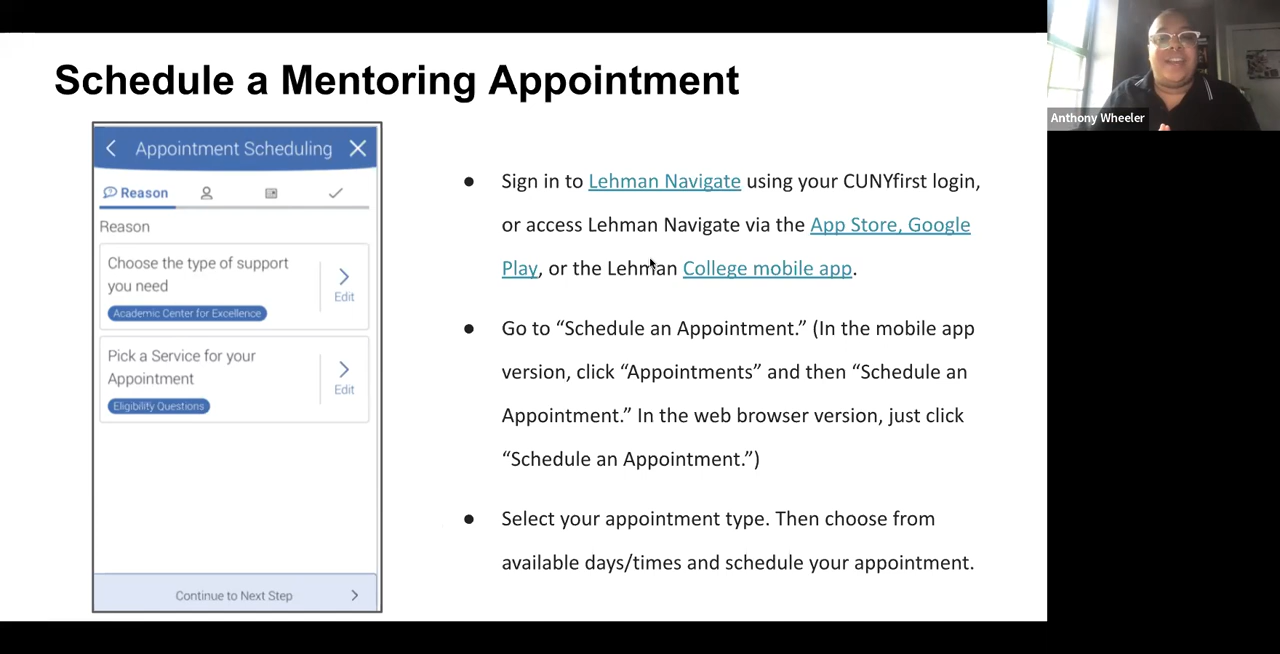 Schedule a Mentoring Appointment
Anthony Wheeler
Appointment Scheduling
Reason
Reason
Choose the type of support
you need
Edit
Academic Center for Excellence
Pick a Service for your
Appointment
Edit
Eligibility Questions
Continue to Next Step
● Sign in to Lehman Navigate using your CUNYfirst login,
or access Lehman Navigate via the App Store, Google
Play, or the Lehman College mobile app.
● Go to “Schedule an Appointment.” (In the mobile app
version, click “Appointments” and then “Schedule an
Appointment.” In the web browser version, just click
“Schedule an Appointment.”)
● Select your appointment type. Then choose from
available days/times and schedule your appointment.